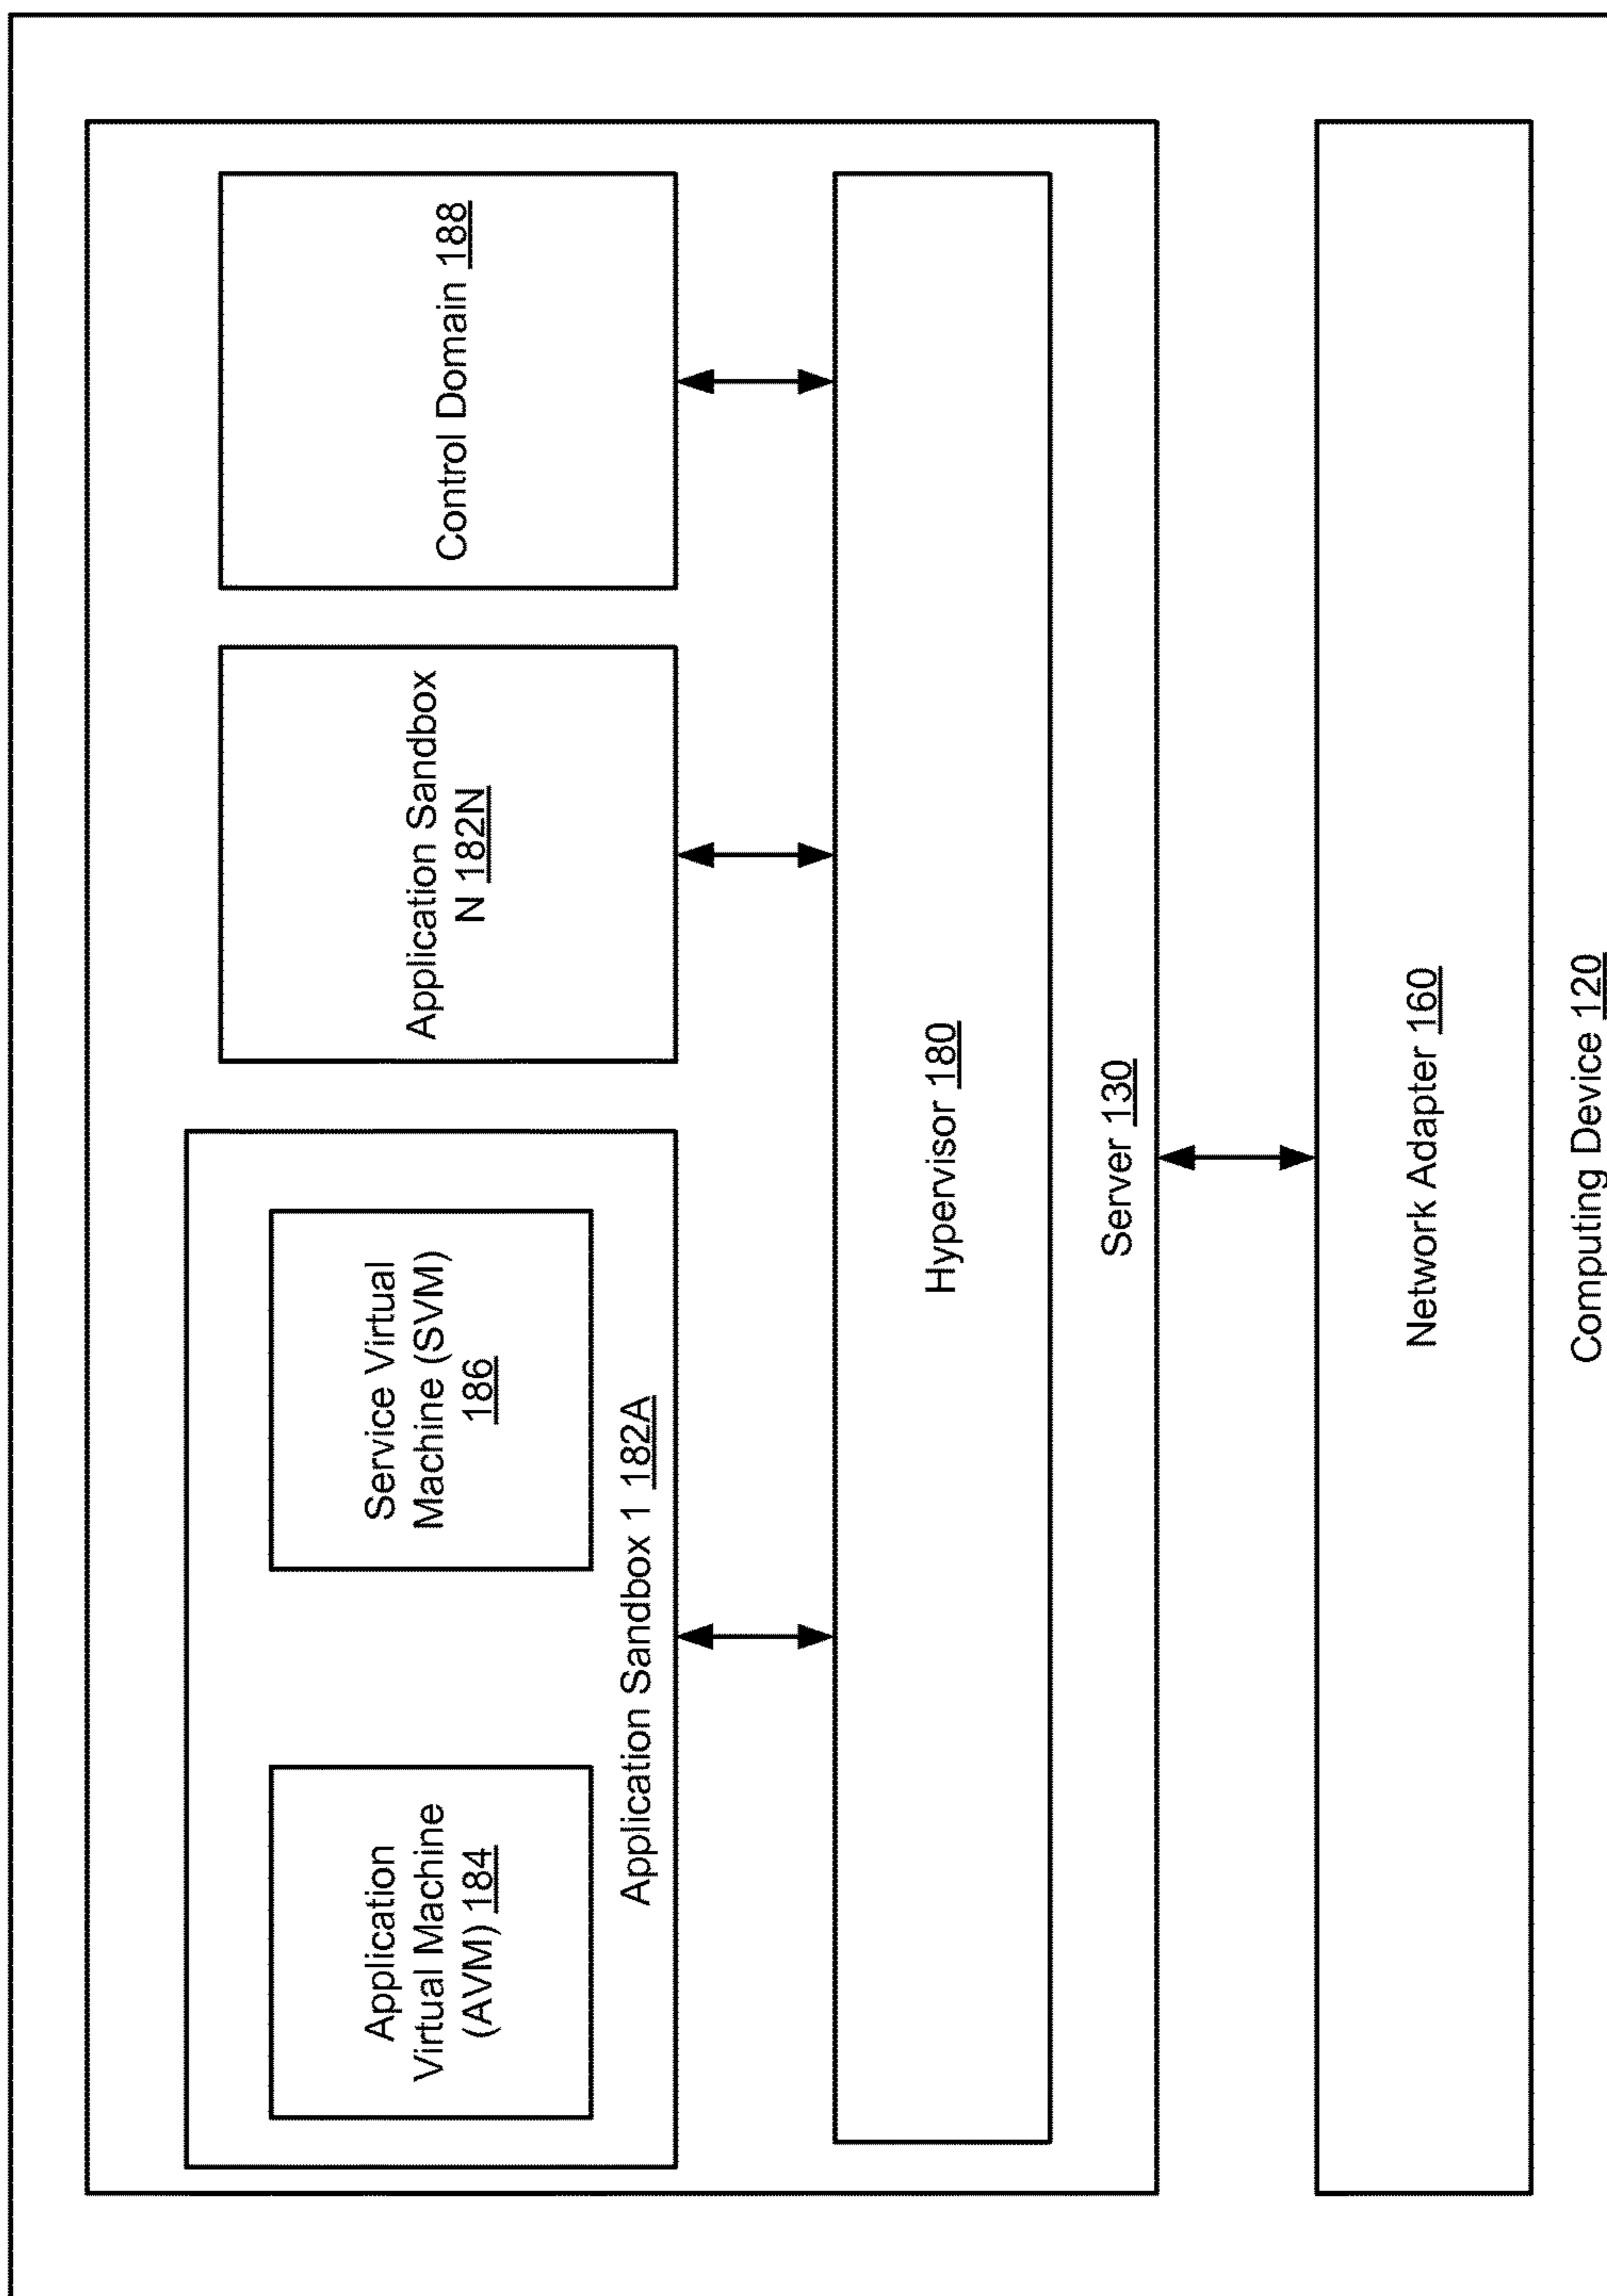 Application
Virtual Machine
(AVM) 184
Service Virtual
Machine (SVM)
186
Application Sandbox 1 182A
Application Sandbox
N 182N
Control Domain 188
Hypervisor 180
Server 130
Network Adapter 160
Computing Device 120